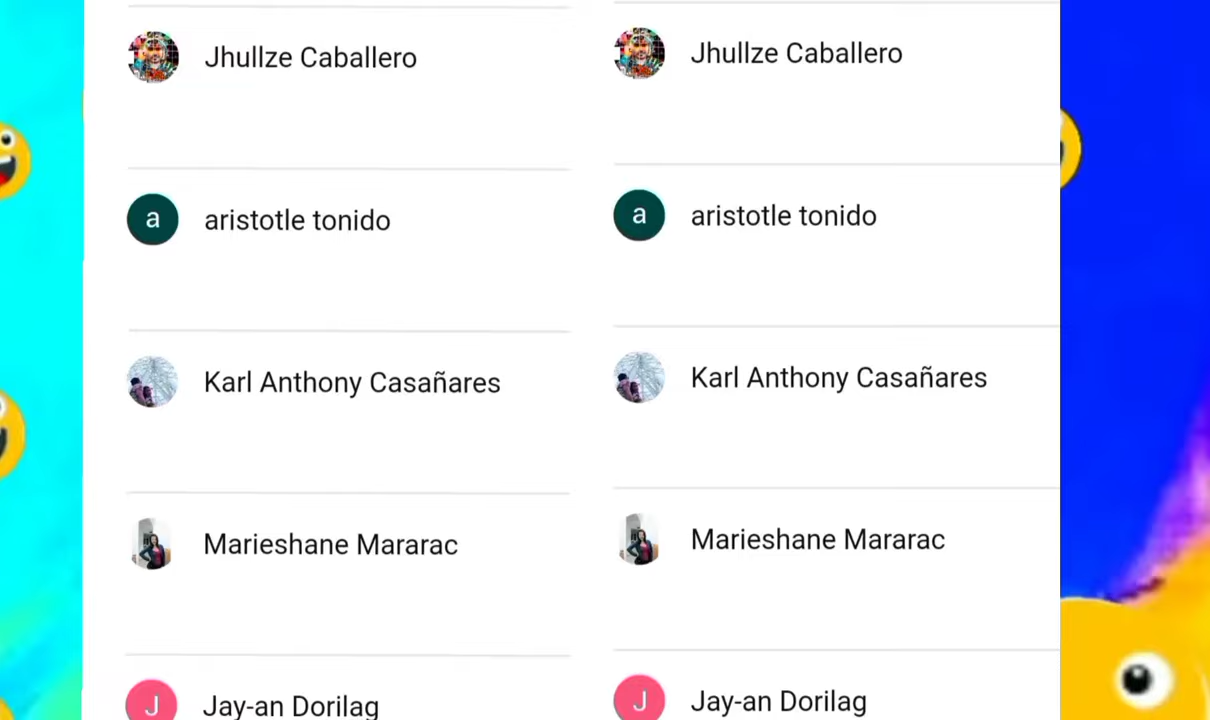 Jhullze Caballero
a aristotle tonido
Karl Anthony Casañares
Marieshane Mararac
J Jay-an Dorilag
Jhullze Caballero
a aristotle tonido
Karl Anthony Casañares
Marieshane Mararac
J Jay-an Dorilag